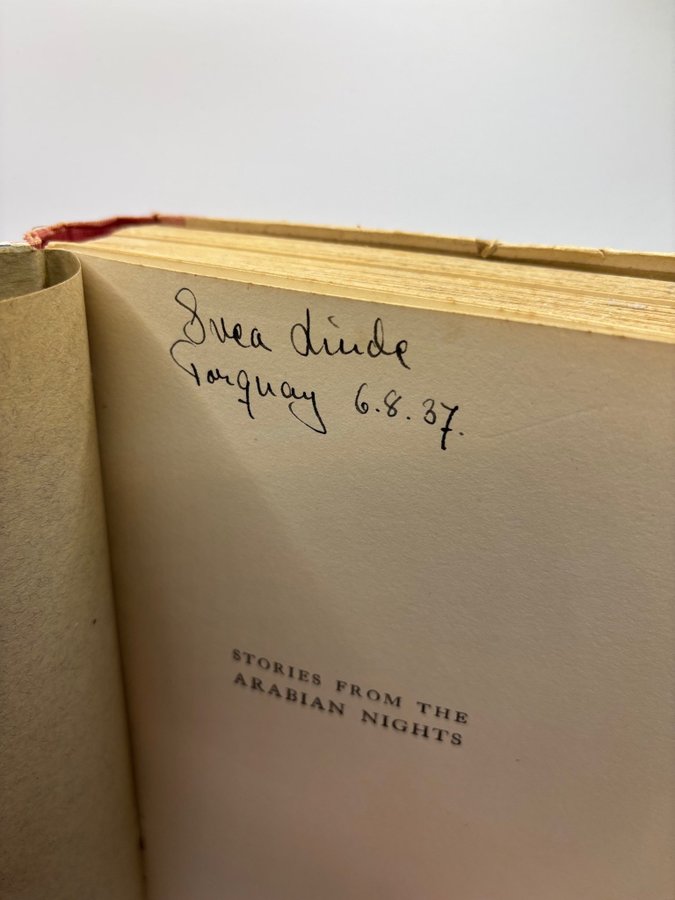 Svea Linde
Torquay 6.8.37.
STORIES FROM THE
ARABIAN NIGHTS